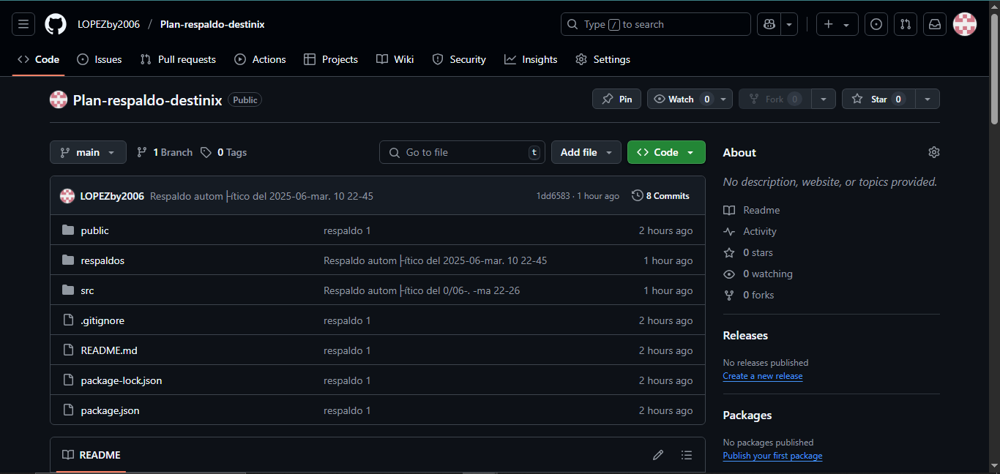 LOPEZby2006 / Plan-respaldo-destinix
Type / to search
Code Issues Pull requests Actions Projects Wiki Security Insights Settings
Plan-respaldo-destinix Public
Pin Watch 0 Fork 0 Star 0
main 1 Branch 0 Tags Go to file t Add file Code
LOPEZby2006 Respaldo autom├ítico del 2025-06-mar. 10 22-45 1dd6583 · 1 hour ago 8 Commits
public respaldo 1 2 hours ago
respaldos Respaldo autom├ítico del 2025-06-mar. 10 22-45 1 hour ago
src Respaldo autom├ítico del 0/06-. -ma 22-26 1 hour ago
.gitignore respaldo 1 2 hours ago
README.md respaldo 1 2 hours ago
package-lock.json respaldo 1 2 hours ago
package.json respaldo 1 2 hours ago
README
About
No description, website, or topics provided.
Readme
Activity
0 stars
0 watching
0 forks
Releases
No releases published
Create a new release
Packages
No packages published
Publish your first package